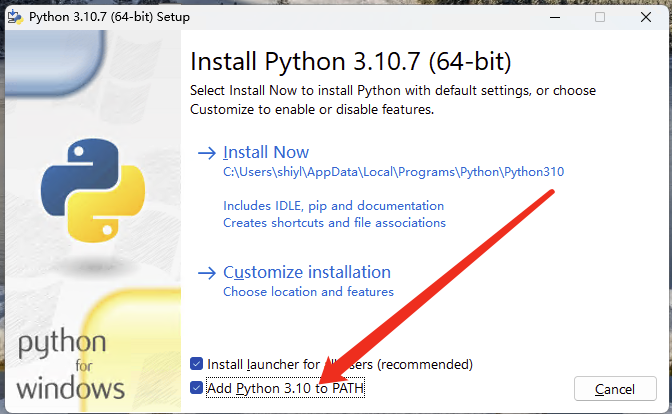 Python 3.10.7 (64-bit) Setup
Install Python 3.10.7 (64-bit)
Select Install Now to install Python with default settings, or choose
Customize to enable or disable features.
Install Now
C:\Users\shiyl\AppData\Local\Programs\Python\Python310
Includes IDLE, pip and documentation
Creates shortcuts and file associations
Customize installation
Choose location and features
python
for
windows
Install launcher for all users (recommended)
Add Python 3.10 to PATH
Cancel